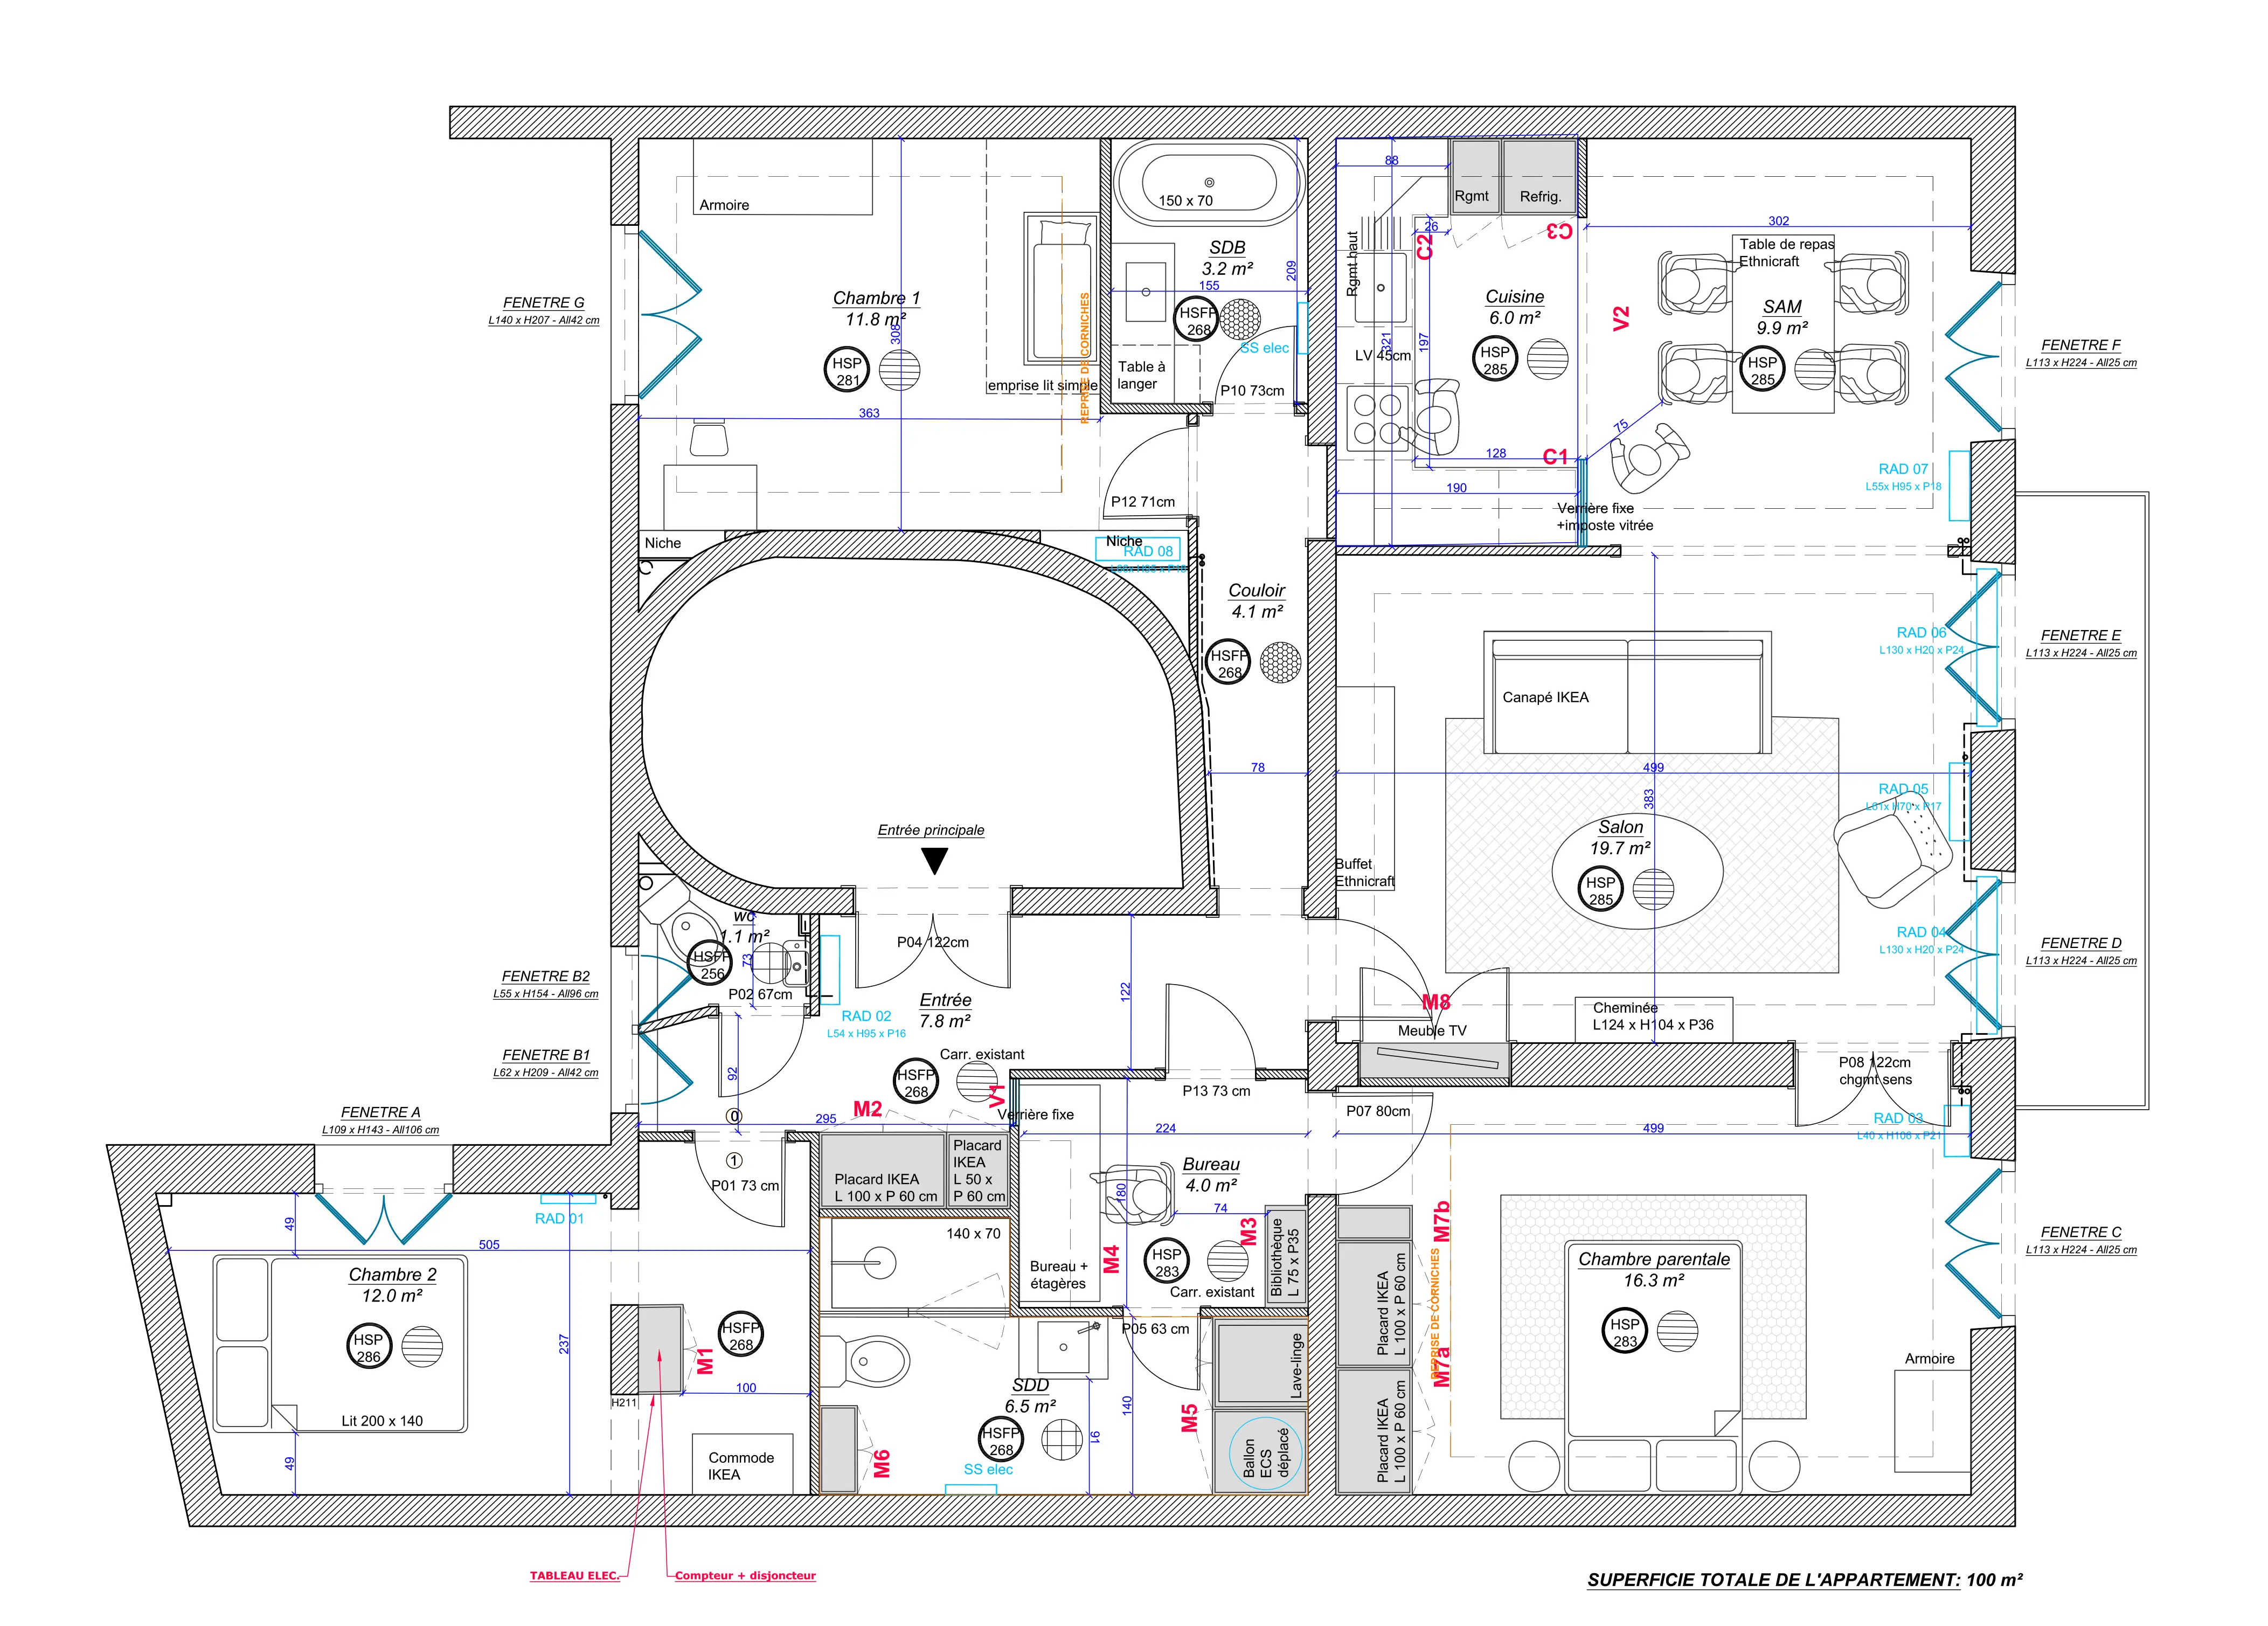 88
Rgmt
Refrig.
Armoire
150 x 70
26
C2
C3
302
Table de repas
Ethnicraft
SDB
3.2 m²
209
Rgmt haut
155
Chambre 1
11.8 m²
308
HSP
281
FENETRE G
L140 x H207 - All42 cm
REPRISE DE CORNICHES
HSFP
268
SS elec
Cuisine
6.0 m²
HSP
285
V2
SAM
9.9 m²
HSP
285
FENETRE F
L113 x H224 - All25 cm
321
197
LV 45cm
Table à
langer
emprise lit simple
P10 73cm
363
75
128
C1
190
RAD 07
L55x H95 x P18
P12 71cm
Verrière fixe
+imposte vitrée
Niche
Niche
RAD 08
Couloir
4.1 m²
HSFP
268
RAD 06
L130 x H20 x P24
FENETRE E
L113 x H224 - All25 cm
Canapé IKEA
78
499
383
RAD 05
L61x H70 x P17
Salon
19.7 m²
HSP
285
Entrée principale
Buffet
Ethnicraft
wc
1.1 m²
HSFP
256
73
P02 67cm
P04 122cm
RAD 04
L130 x H20 x P24
FENETRE D
L113 x H224 - All25 cm
FENETRE B2
L55 x H154 - All96 cm
Entrée
7.8 m²
122
RAD 02
L54 x H95 x P16
M8
Meuble TV
Cheminée
L124 x H104 x P36
FENETRE B1
L62 x H209 - All42 cm
92
Carr. existant
HSFP
268
V1
Verrière fixe
P13 73 cm
P08 122cm
chgmt sens
FENETRE A
L109 x H143 - All106 cm
0
295
M2
224
P07 80cm
499
RAD 03
L40 x H106 x P21
1
P01 73 cm
Placard IKEA
L 100 x P 60 cm
Placard
IKEA
L 50 x
P 60 cm
Bureau
4.0 m²
180
74
M3
M4
Bibliothèque
L 75 x P35
HSP
283
Carr. existant
Bureau +
étagères
RAD 01
49
505
140 x 70
M7b
REPRISE DE CORNICHES
M7a
Placard IKEA
L 100 x P 60 cm
Placard IKEA
L 100 x P 60 cm
Chambre parentale
16.3 m²
HSP
283
FENETRE C
L113 x H224 - All25 cm
Armoire
Chambre 2
12.0 m²
HSP
286
237
HSFP
268
M1
100
H211
Lit 200 x 140
49
Commode
IKEA
P05 63 cm
Lave-linge
SDD
6.5 m²
HSFP
268
140
91
M5
M6
SS elec
Ballon
ECS
déplacé
TABLEAU ELEC.
Compteur + disjoncteur
SUPERFICIE TOTALE DE L'APPARTEMENT: 100 m²